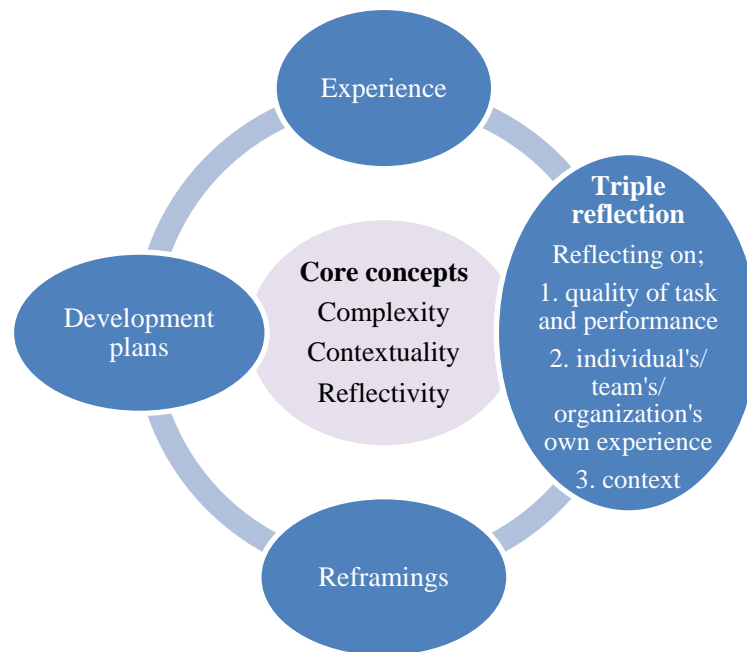 Experience
Triple
reflection
Reflecting on;
1. quality of task
and performance
2. individual's/
team's/
organization's
own experience
3. context
Core concepts
Complexity
Contextuality
Reflectivity
Development
plans
Reframings